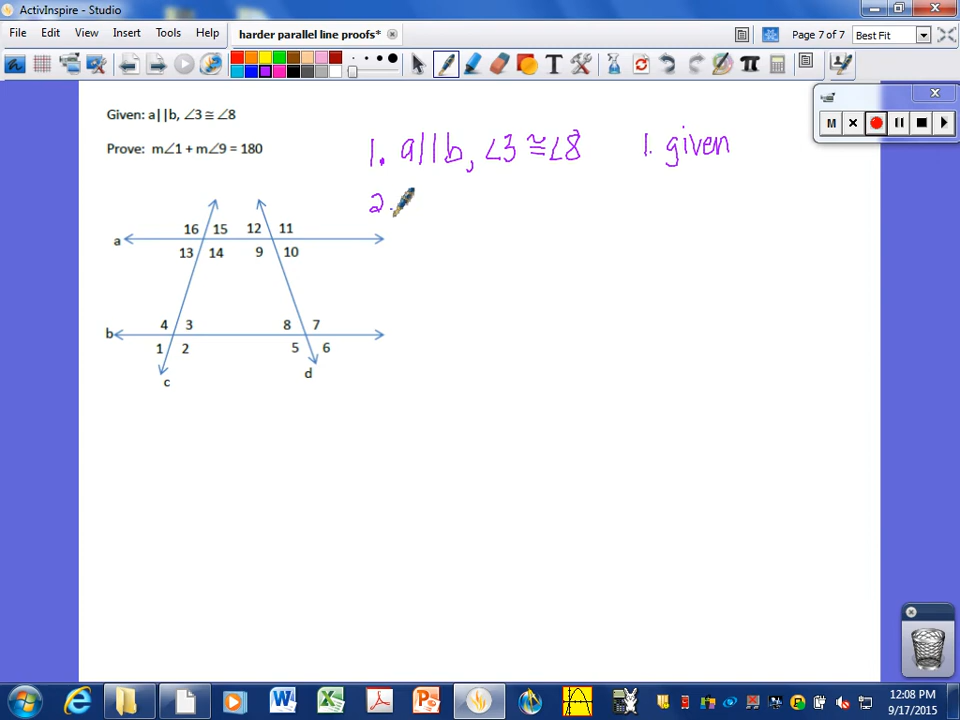 ActivInspire - Studio
File Edit View Insert Tools Help
harder parallel line proofs*
Page 7 of 7
Best Fit
Given: a||b, ∠3 ≅ ∠8
Prove: m∠1 + m∠9 = 180
1. a||b, ∠3 ≅ ∠8 1. given
2.
16 15 12 11
a
13 14 9 10
4 3 8 7
b
1 2 5 6
c d
M
12:08 PM
9/17/2015